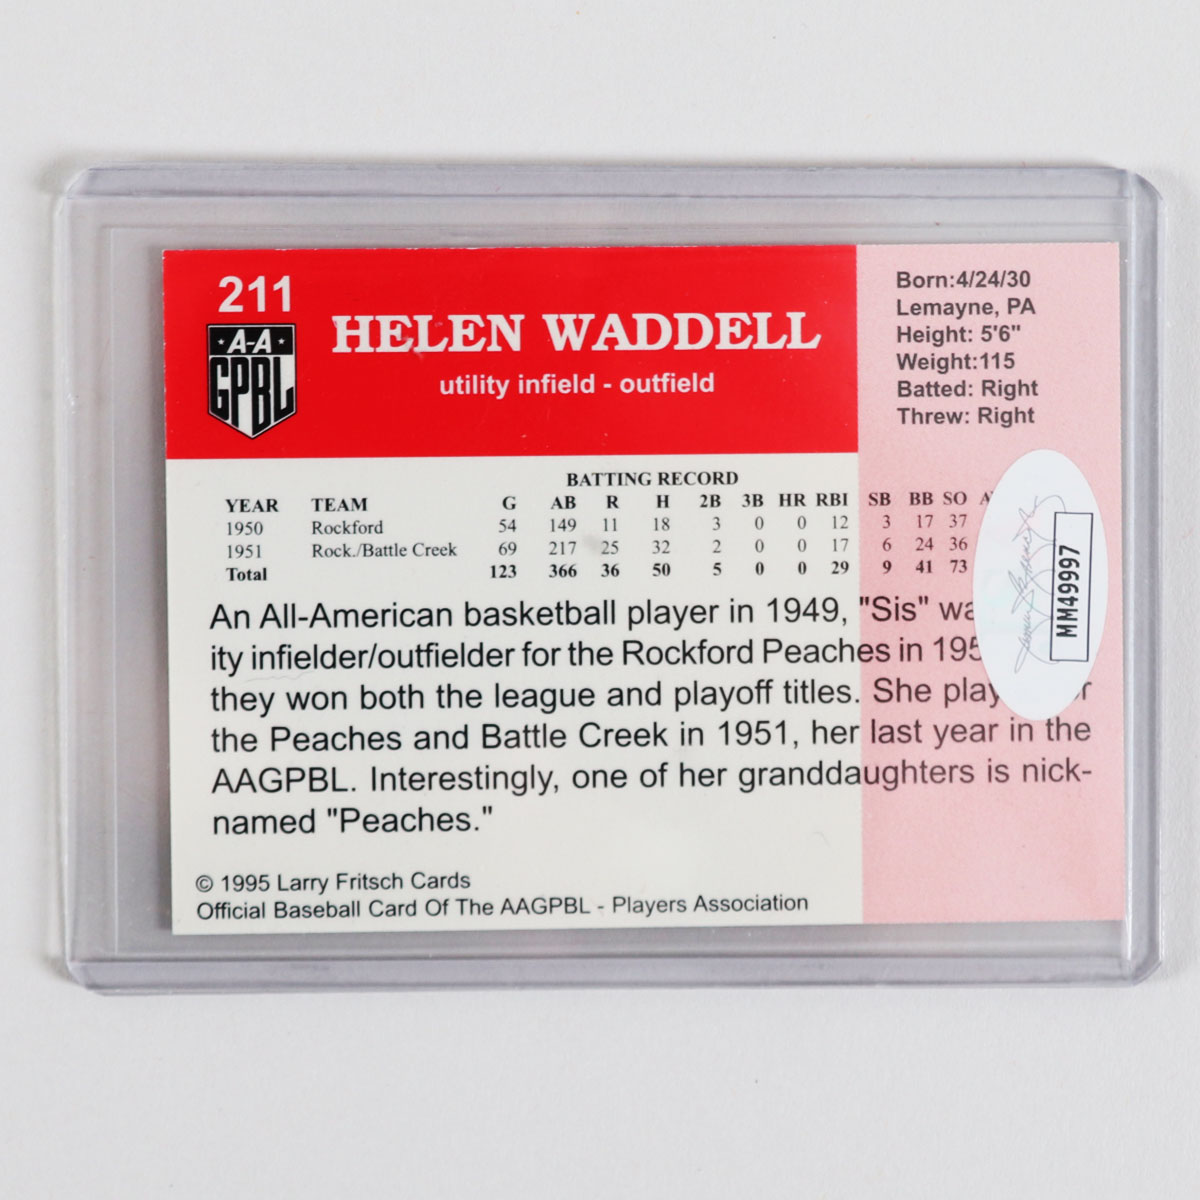 211
A-A
GPBL
HELEN WADDELL
utility infield - outfield
Born:4/24/30
Lemayne, PA
Height: 5'6"
Weight:115
Batted: Right
Threw: Right
BATTING RECORD
YEAR TEAM G AB R H 2B 3B HR RBI SB BB SO
1950 Rockford 54 149 11 18 3 0 0 12 3 17 37
1951 Rock./Battle Creek 69 217 25 32 2 0 0 17 6 24 36
Total 123 366 36 50 5 0 0 29 9 41 73
An All-American basketball player in 1949, "Sis"
ity infielder/outfielder for the Rockford Peaches in
they won both the league and playoff titles. She
the Peaches and Battle Creek in 1951, her last year in the
AAGPBL. Interestingly, one of her granddaughters is nick-
named "Peaches."
© 1995 Larry Fritsch Cards
Official Baseball Card Of The AAGPBL - Players Association
MM49997